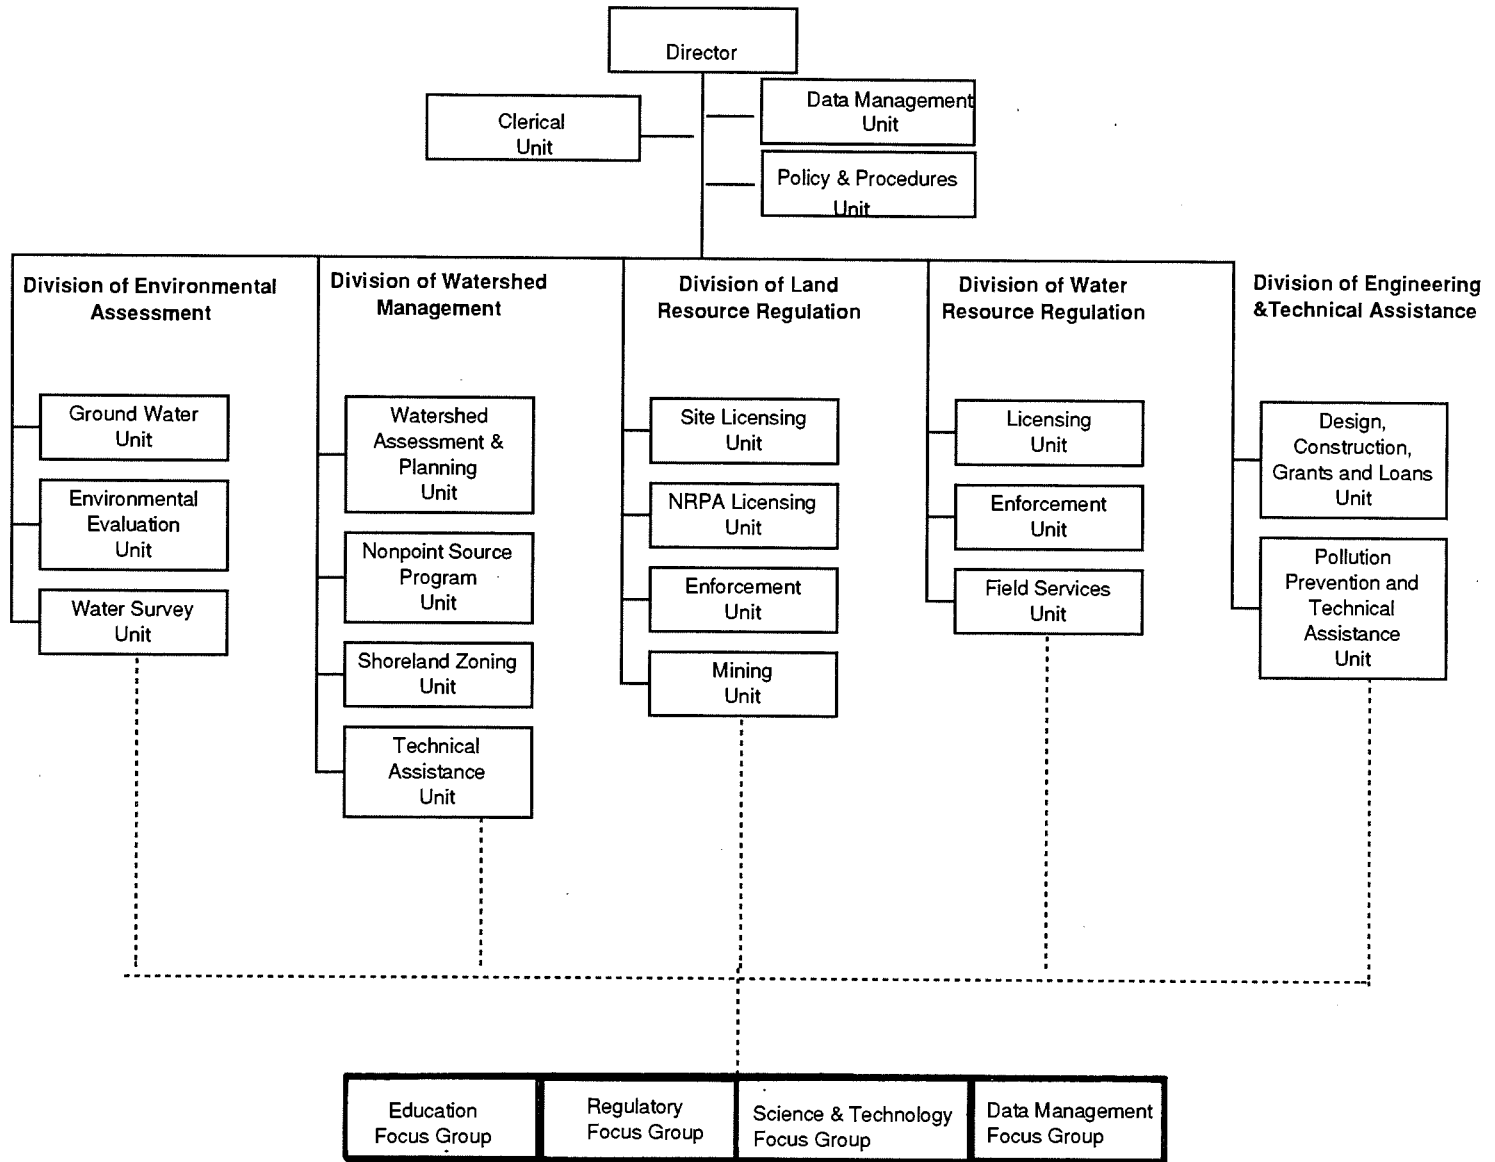 Director
Clerical
Unit
Data Management
Unit
Policy & Procedures
Unit
Division of Environmental
Assessment
Ground Water
Unit
Environmental
Evaluation
Unit
Water Survey
Unit
Division of Watershed
Management
Watershed
Assessment &
Planning
Unit
Nonpoint Source
Program
Unit
Shoreland Zoning
Unit
Technical
Assistance
Unit
Division of Land
Resource Regulation
Site Licensing
Unit
NRPA Licensing
Unit
Enforcement
Unit
Mining
Unit
Division of Water
Resource Regulation
Licensing
Unit
Enforcement
Unit
Field Services
Unit
Division of Engineering
&Technical Assistance
Design,
Construction,
Grants and Loans
Unit
Pollution
Prevention and
Technical
Assistance
Unit
Education
Focus Group
Regulatory
Focus Group
Science & Technology
Focus Group
Data Management
Focus Group